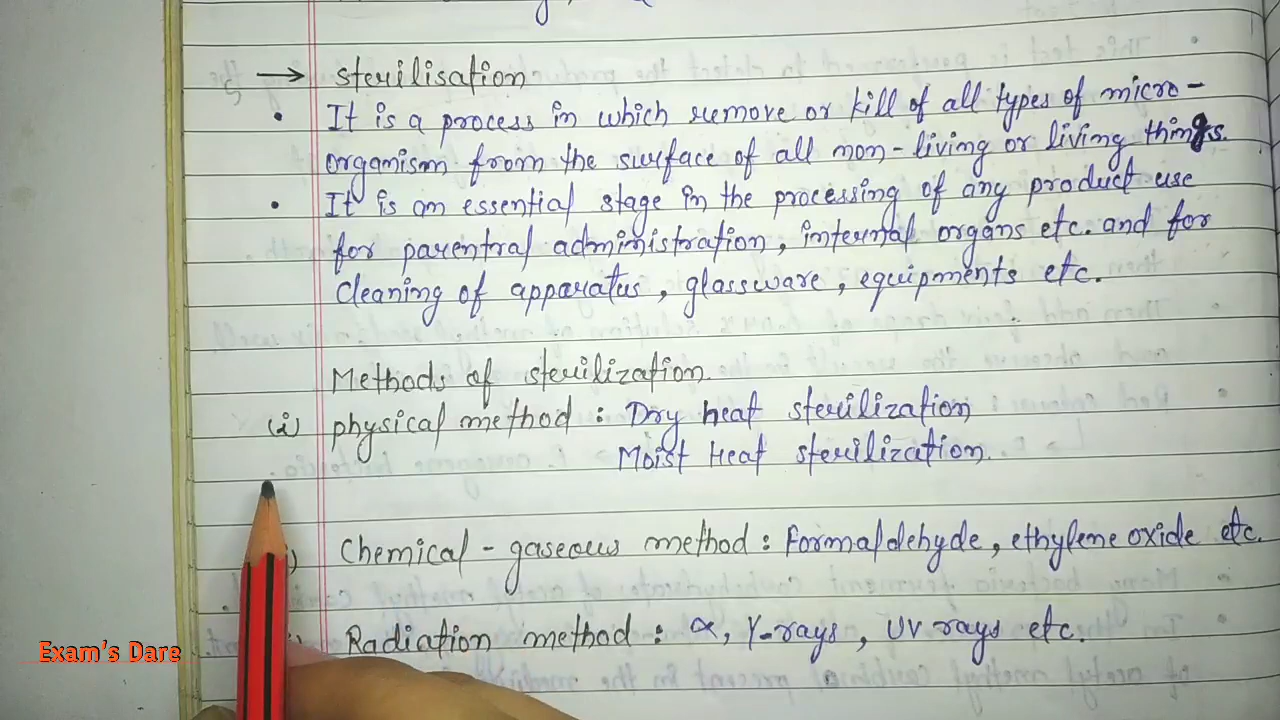 → sterilisation
• It is a process in which remove or kill of all types of micro-
organism from the surface of all non-living or living things.
• It is an essential stage in the processing of any product use
for parentral administration, internal organs etc. and for
cleaning of apparatus, glassware, equipments etc.
Methods of sterilization
(i) physical method : Dry heat sterilization
Moist Heat sterilization.
Chemical-gaseous method : Formaldehyde, ethylene oxide etc.
Radiation method : α, γ-rays, UV rays etc.
Exam's Dare